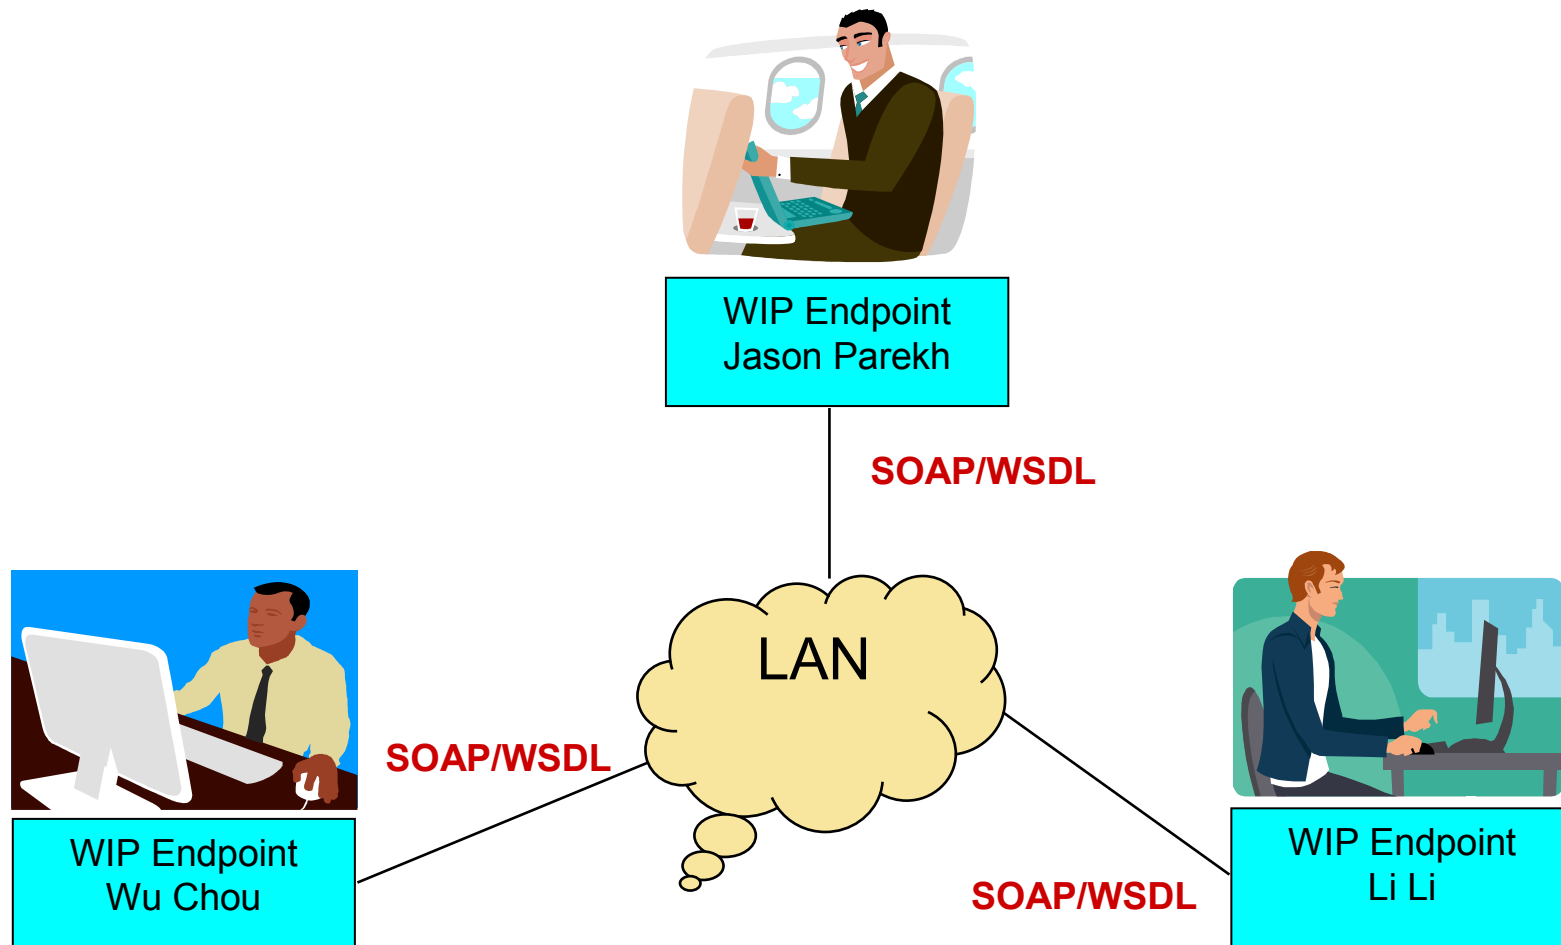 WIP Endpoint
Jason Parekh
SOAP/WSDL
LAN
SOAP/WSDL
WIP Endpoint
Wu Chou
WIP Endpoint
Li Li
SOAP/WSDL